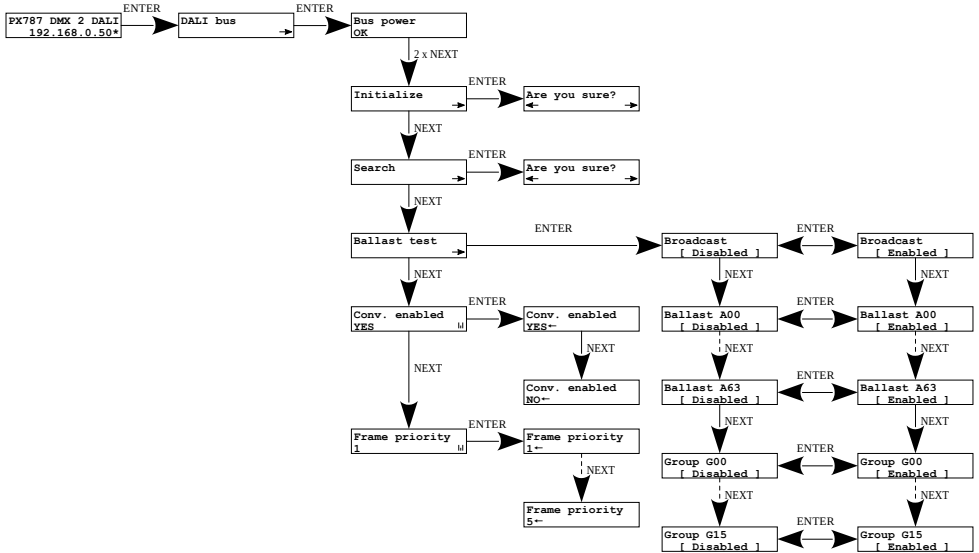 PX787 DMX 2 DALI
192.168.0.50*
ENTER
DALI bus
→
ENTER
Bus power
OK
2 x NEXT
Initialize
→
ENTER
Are you sure?
← →
NEXT
Search
→
ENTER
Are you sure?
← →
NEXT
Ballast test
→
ENTER
Broadcast
[ Disabled ]
ENTER
Broadcast
[ Enabled ]
NEXT
NEXT
NEXT
Conv. enabled
YES
ENTER
Conv. enabled
YES←
Ballast A00
[ Disabled ]
ENTER
Ballast A00
[ Enabled ]
NEXT
NEXT
NEXT
NEXT
Conv. enabled
NO←
Ballast A63
[ Disabled ]
ENTER
Ballast A63
[ Enabled ]
NEXT
NEXT
Frame priority
1
ENTER
Frame priority
1←
Group G00
[ Disabled ]
ENTER
Group G00
[ Enabled ]
NEXT
NEXT
NEXT
Frame priority
5←
Group G15
[ Disabled ]
ENTER
Group G15
[ Enabled ]